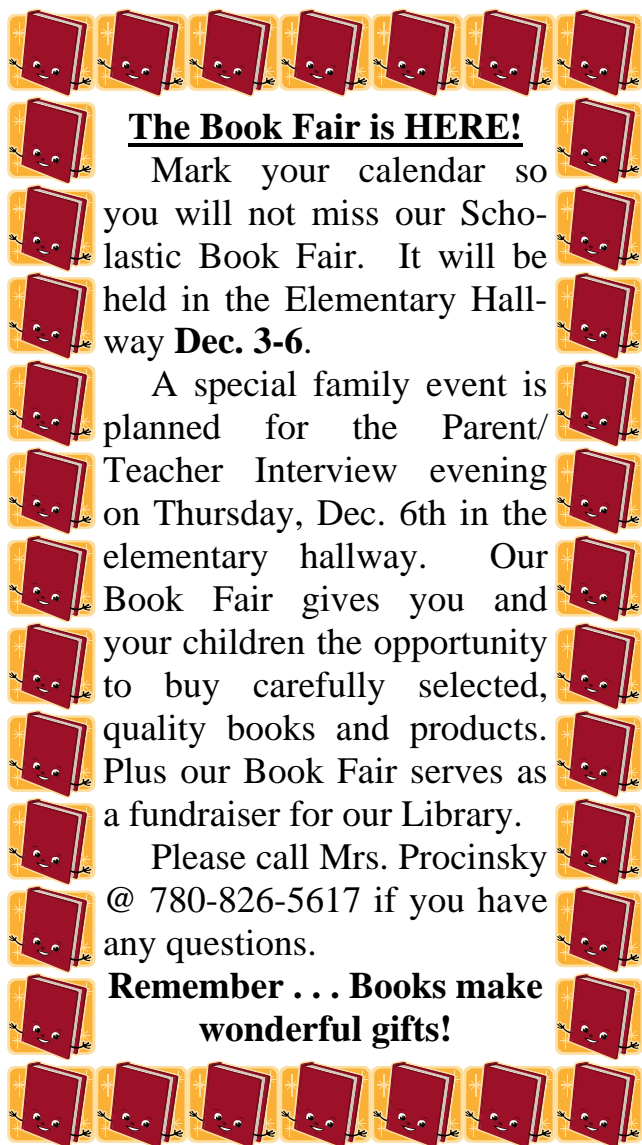 The Book Fair is HERE!
Mark your calendar so
you will not miss our Scho-
lastic Book Fair. It will be
held in the Elementary Hall-
way Dec. 3-6.
A special family event is
planned for the Parent/
Teacher Interview evening
on Thursday, Dec. 6th in the
elementary hallway. Our
Book Fair gives you and
your children the opportunity
to buy carefully selected,
quality books and products.
Plus our Book Fair serves as
a fundraiser for our Library.
Please call Mrs. Procinsky
@ 780-826-5617 if you have
any questions.
Remember . . . Books make
wonderful gifts!